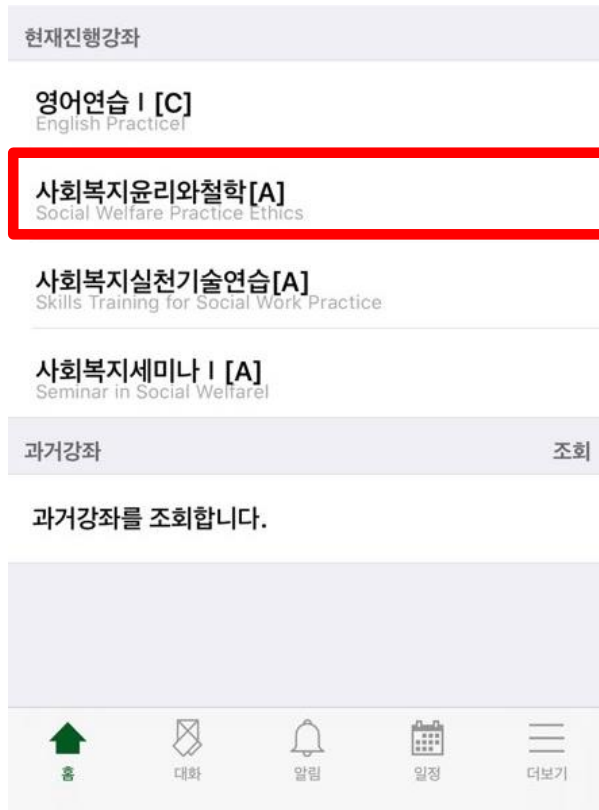 현재진행강좌
영어연습 I [C]
English PracticeI
사회복지윤리와철학[A]
Social Welfare Practice Ethics
사회복지실천기술연습[A]
Skills Training for Social Work Practice
사회복지세미나 I [A]
Seminar in Social WelfareI
과거강좌 조회
과거강좌를 조회합니다.
홈 대화 알림 일정 더보기